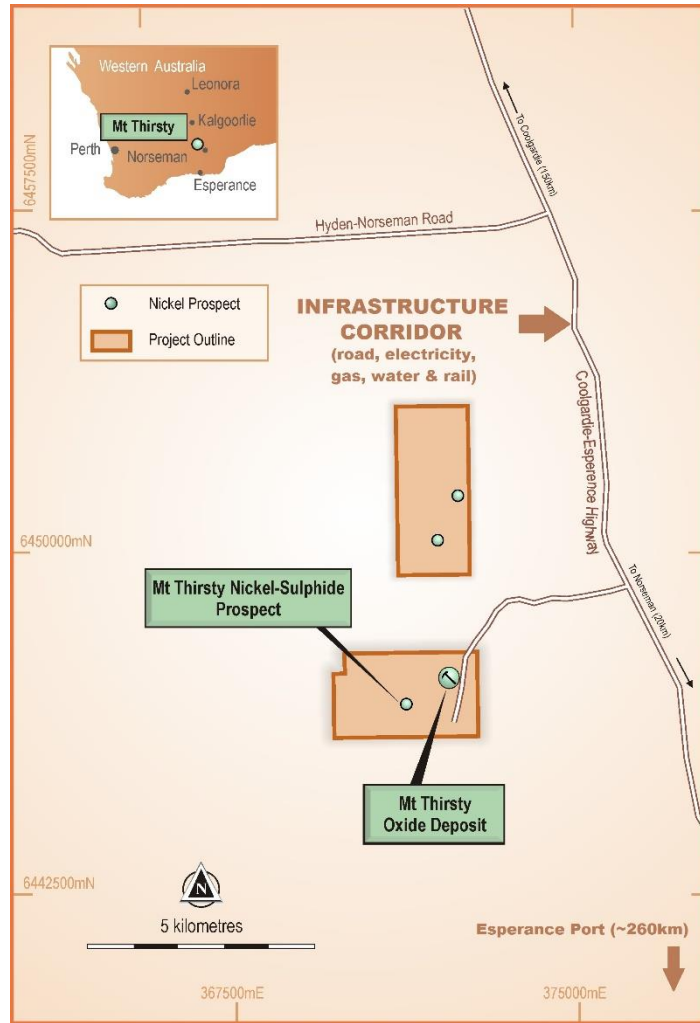 Western Australia
Leonora
Mt Thirsty
Kalgoorlie
Perth
Norseman
Esperance
6457500mN
To Coolgardie (150km)
Hyden-Norseman Road
Nickel Prospect
Project Outline
INFRASTRUCTURE
CORRIDOR
(road, electricity,
gas, water & rail)
Coolgardie-Esperence Highway
6450000mN
To Norseman (20km)
Mt Thirsty Nickel-Sulphide
Prospect
Mt Thirsty
Oxide Deposit
6442500mN
N
5 kilometres
Esperance Port (~260km)
367500mE
375000mE